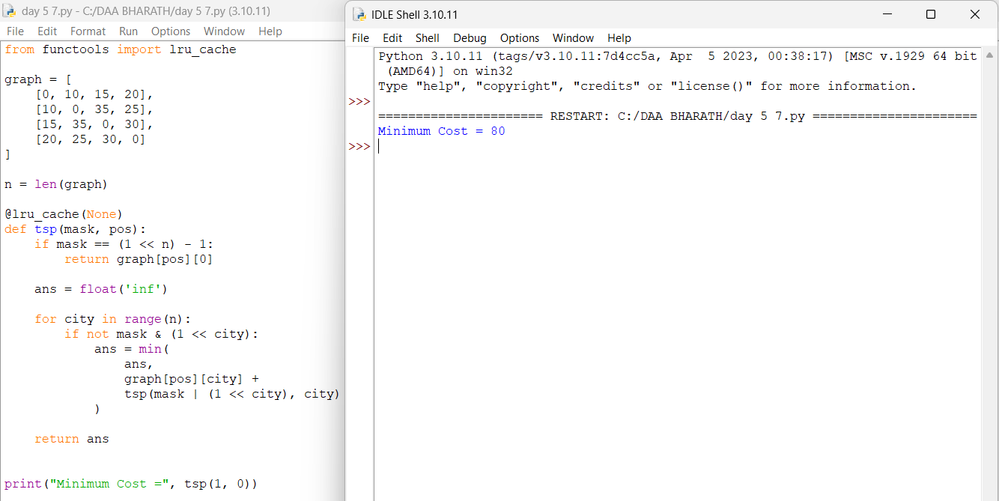 day 5 7.py - C:/DAA BHARATH/day 5 7.py (3.10.11)
File Edit Format Run Options Window Help
from functools import lru_cache

graph = [
    [0, 10, 15, 20],
    [10, 0, 35, 25],
    [15, 35, 0, 30],
    [20, 25, 30, 0]
]

n = len(graph)

@lru_cache(None)
def tsp(mask, pos):
    if mask == (1 << n) - 1:
        return graph[pos][0]

    ans = float('inf')

    for city in range(n):
        if not mask & (1 << city):
            ans = min(
                ans,
                graph[pos][city] +
                tsp(mask | (1 << city), city)
            )

    return ans


print("Minimum Cost =", tsp(1, 0))
IDLE Shell 3.10.11
File Edit Shell Debug Options Window Help
Python 3.10.11 (tags/v3.10.11:7d4cc5a, Apr  5 2023, 00:38:17) [MSC v.1929 64 bit
 (AMD64)] on win32
Type "help", "copyright", "credits" or "license()" for more information.
>>>
====================== RESTART: C:/DAA BHARATH/day 5 7.py ======================
Minimum Cost = 80
>>>